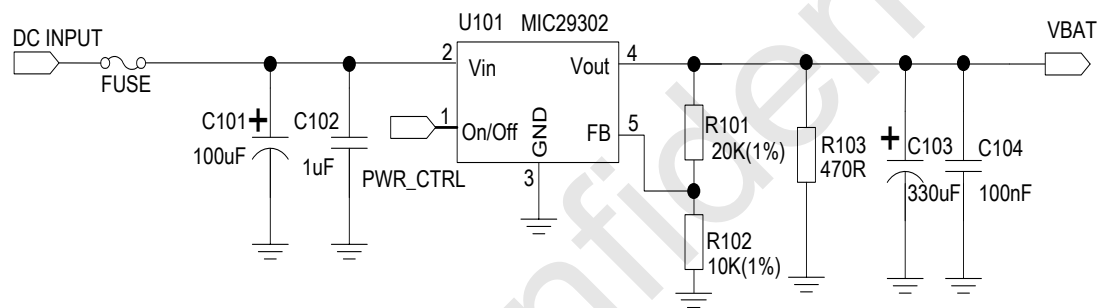 U101 MIC29302
DC INPUT
VBAT
FUSE
2
Vin
Vout
4
1
On/Off
GND
FB
5
3
PWR_CTRL
C101
+
100uF
C102
1uF
R101
20K(1%)
R102
10K(1%)
R103
470R
+
C103
330uF
C104
100nF